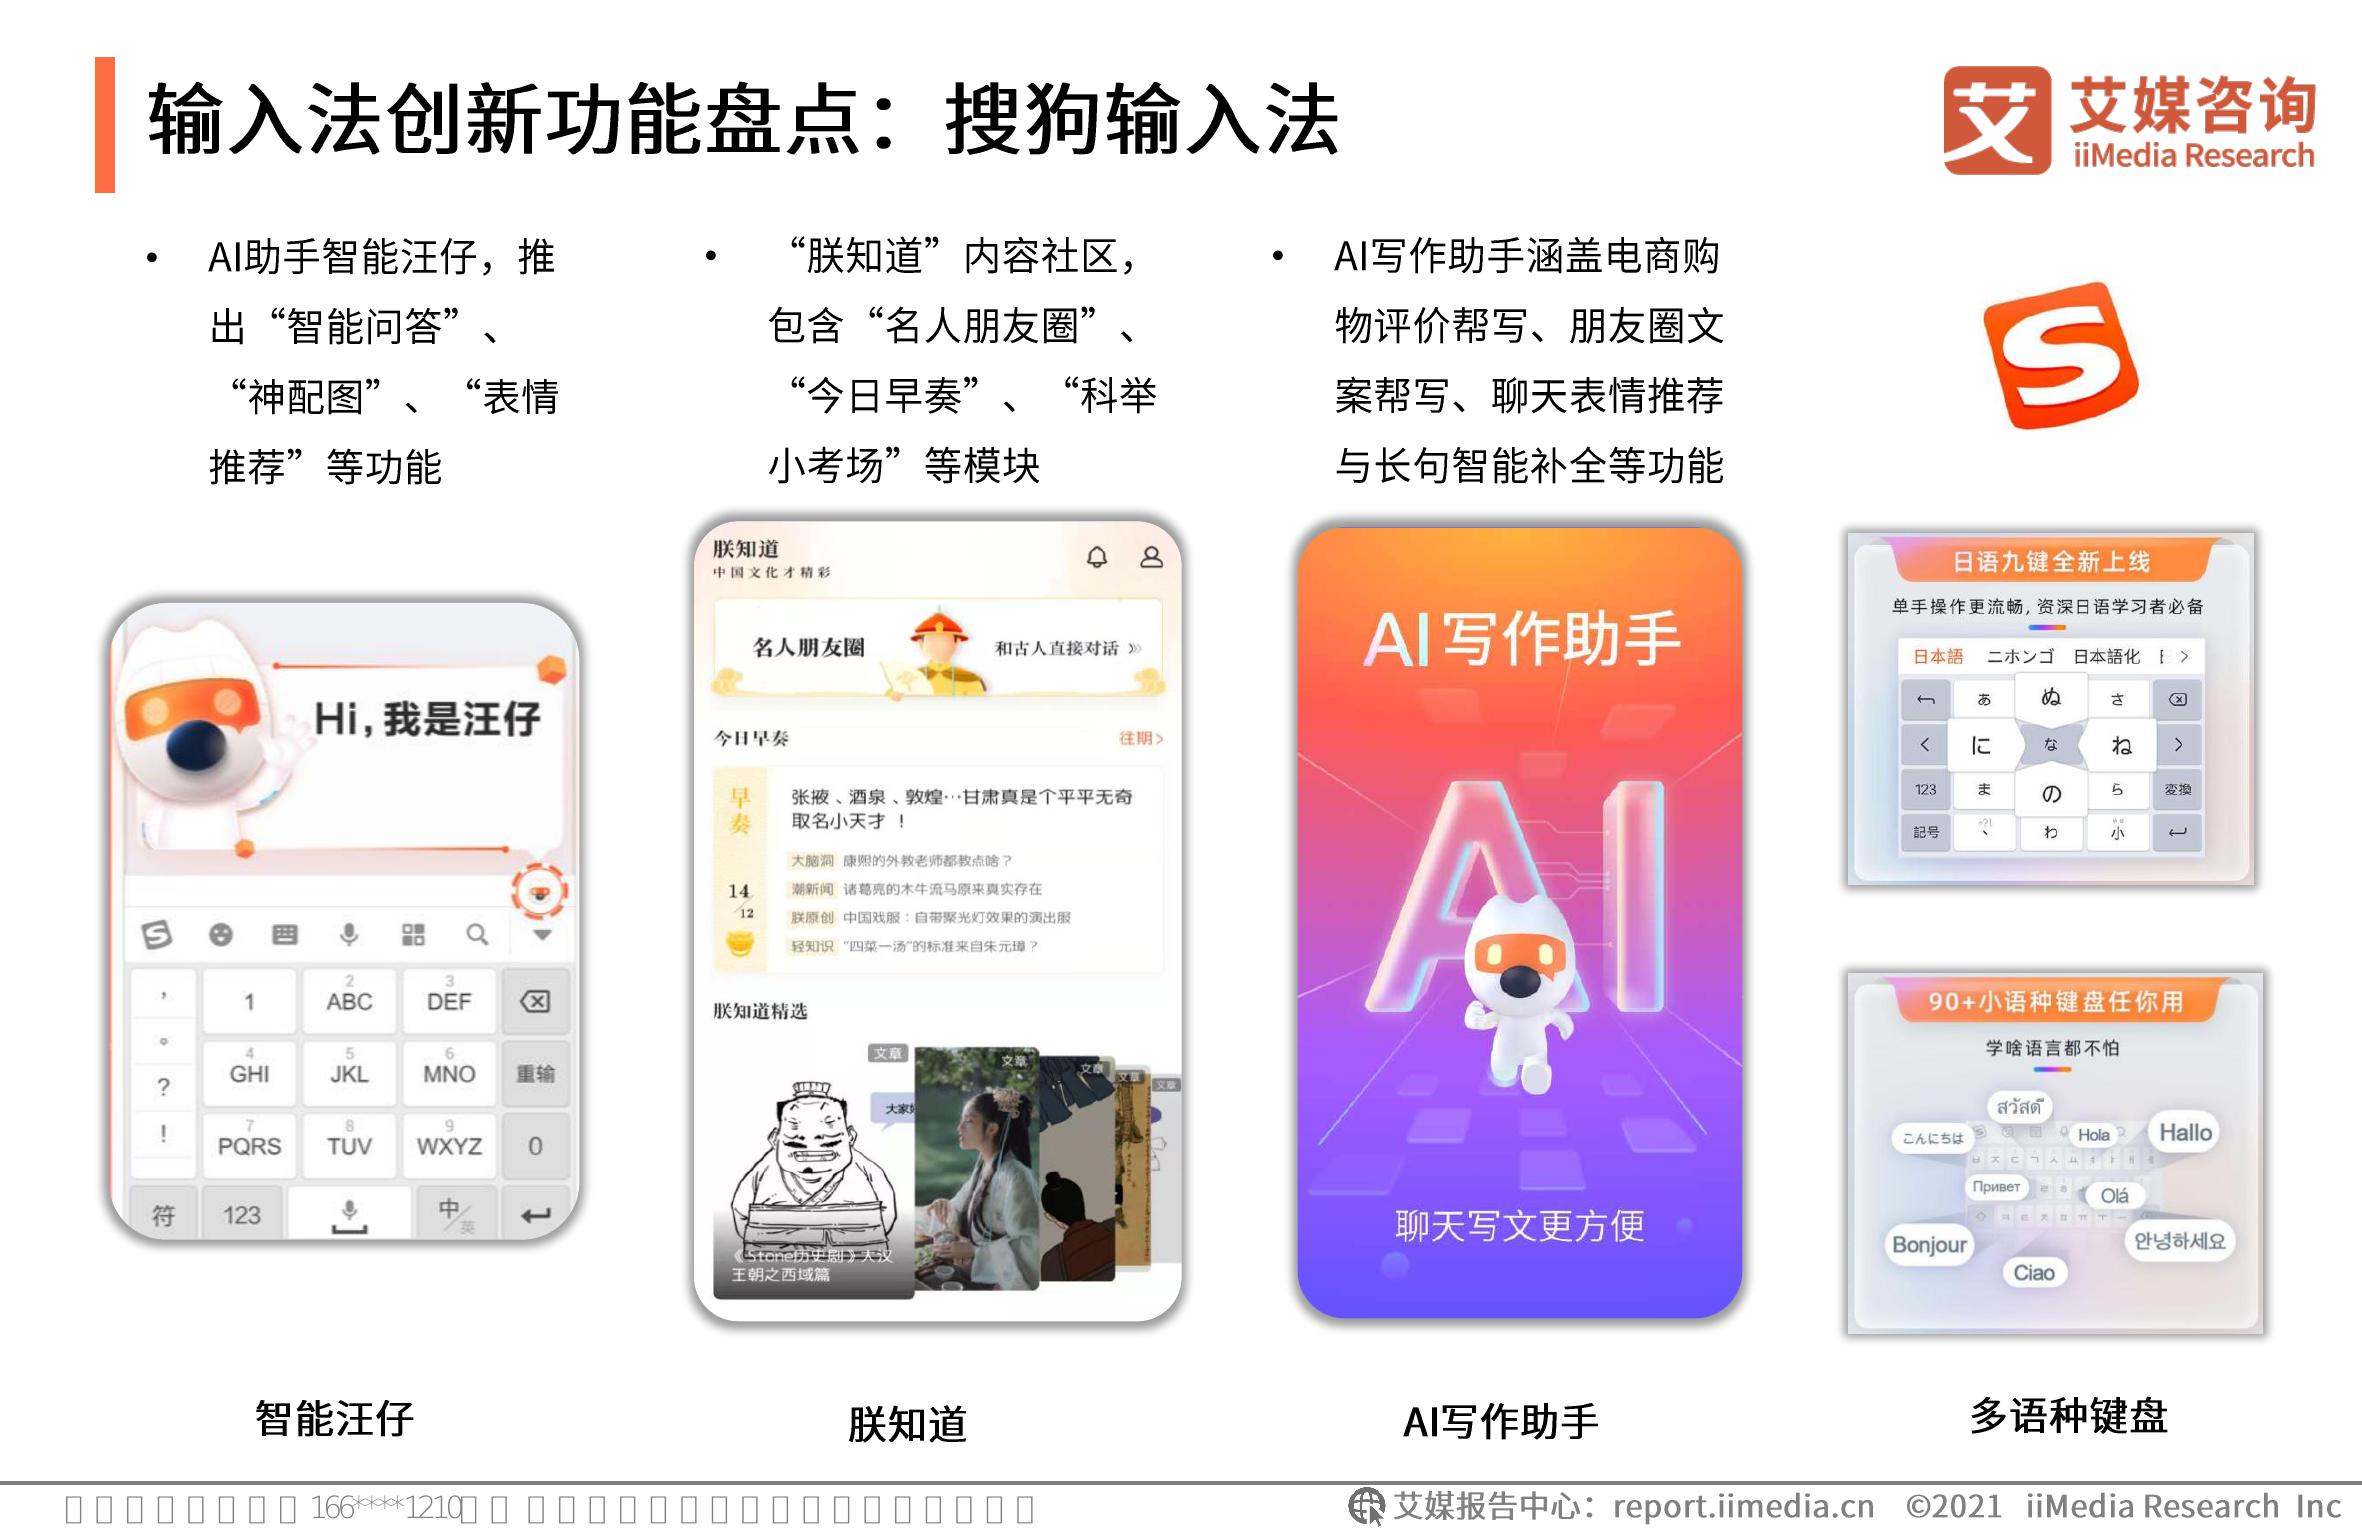 输入法创新功能盘点：搜狗输入法
艾
艾媒咨询
iiMedia Research
• AI助手智能汪仔，推
出“智能问答”、
“神配图”、“表情
推荐”等功能
• “朕知道”内容社区，
包含“名人朋友圈”、
“今日早奏”、“科举
小考场”等模块
• AI写作助手涵盖电商购
物评价帮写、朋友圈文
案帮写、聊天表情推荐
与长句智能补全等功能
Hi,我是汪仔
,
1
2
ABC
3
DEF
。
4
GHI
5
JKL
6
MNO
重输
?
7
PQRS
8
TUV
9
WXYZ
0
!
符
123
中/英
智能汪仔
朕知道
中国文化才精彩
名人朋友圈
和古人直接对话 »
今日早奏
往期>
早奏
14/12
张掖、酒泉、敦煌…甘肃真是个平平无奇
取名小天才 ！
大脑洞 康熙的外教老师都教点啥？
潮新闻 诸葛亮的木牛流马原来真实存在
朕原创 中国戏服：自带聚光灯效果的演出服
轻知识 “四菜一汤”的标准来自朱元璋？
朕知道精选
文章
文章
文章
文章
文章
大家
《Stone历史剧》大汉
王朝之西域篇
朕知道
AI写作助手
AI
聊天写文更方便
AI写作助手
日语九键全新上线
单手操作更流畅, 资深日语学习者必备
日本語 ニホンゴ 日本語化 >
あ ぬ さ
< に な ね >
123 ま の ら 変換
記号 わ 小
90+小语种键盘任你用
学啥语言都不怕
สวัสดี
こんにちは
Hola
Hallo
Привет
Olá
Bonjour
안녕하세요
Ciao
多语种键盘
166****1210
艾媒报告中心：report.iimedia.cn ©2021 iiMedia Research Inc